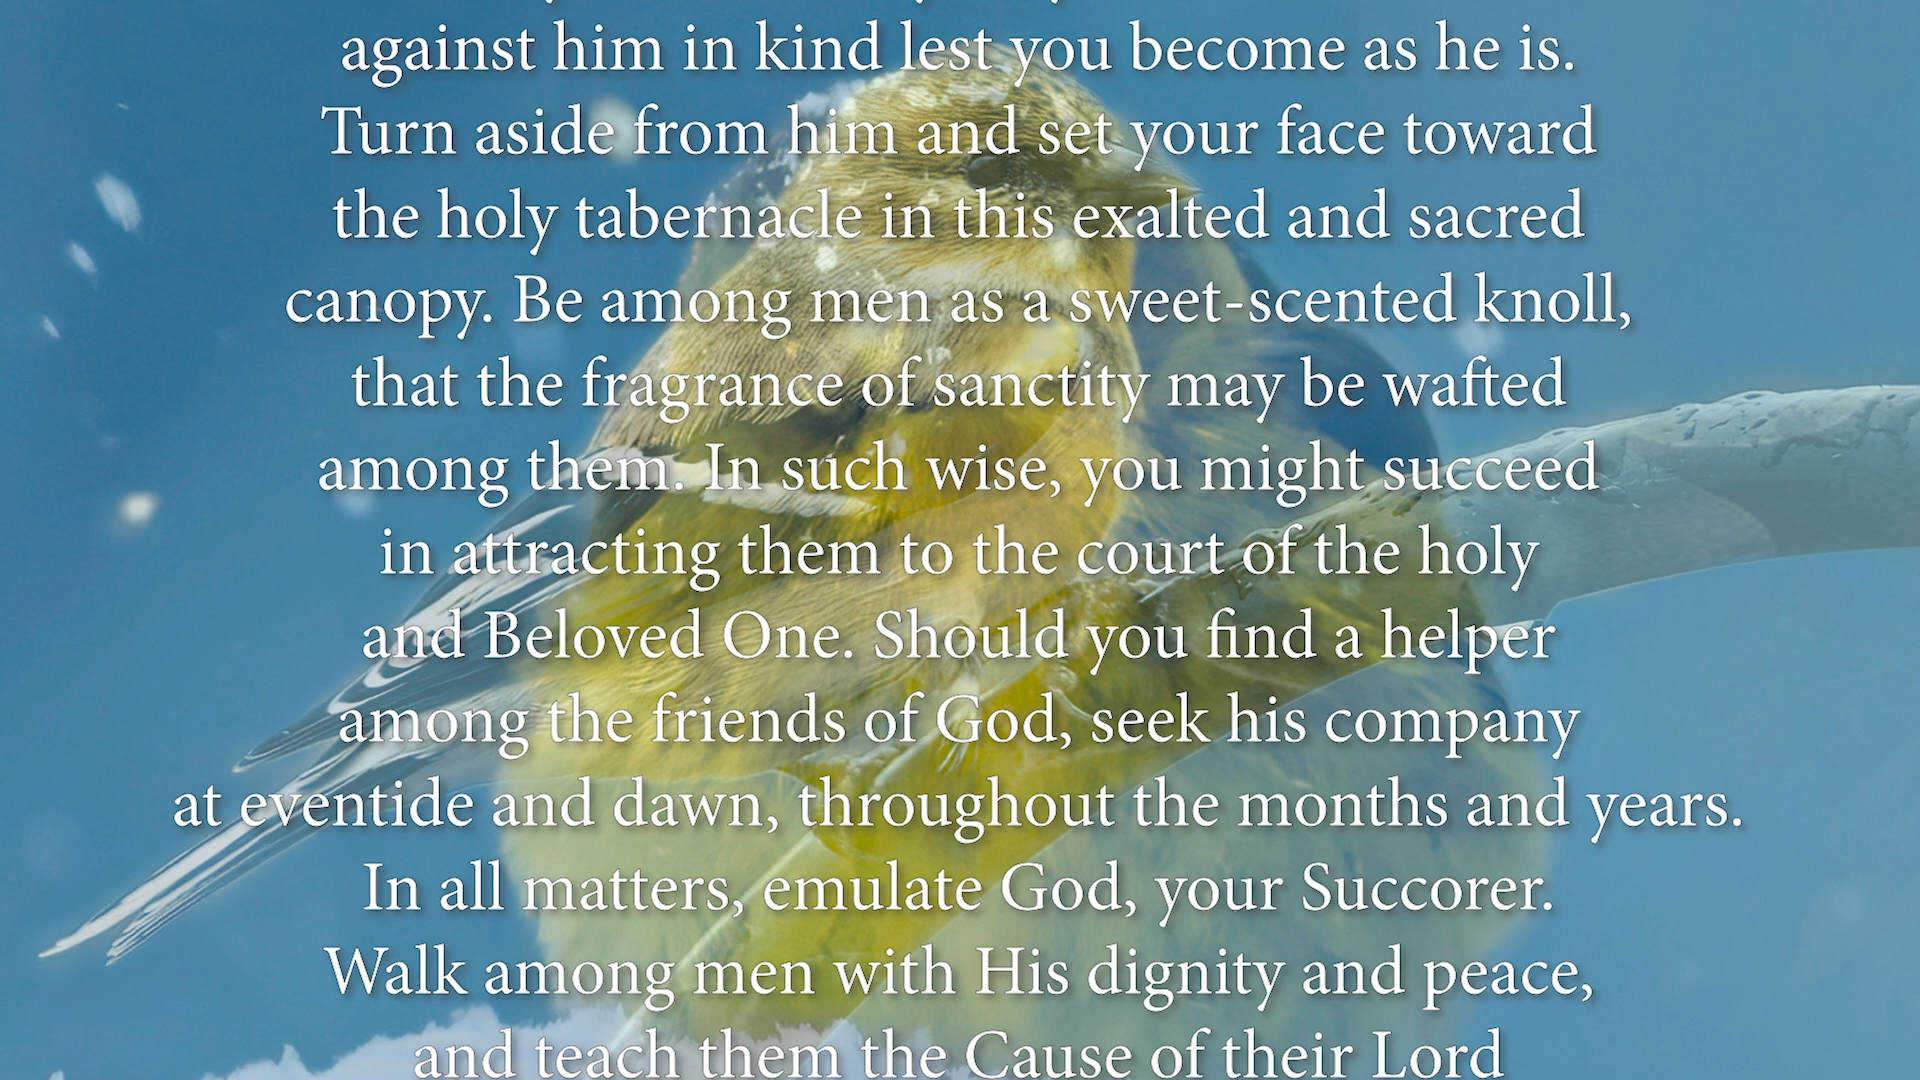 against him in kind lest you become as he is.
Turn aside from him and set your face toward
the holy tabernacle in this exalted and sacred
canopy. Be among men as a sweet-scented knoll,
that the fragrance of sanctity may be wafted
among them. In such wise, you might succeed
in attracting them to the court of the holy
and Beloved One. Should you find a helper
among the friends of God, seek his company
at eventide and dawn, throughout the months and years.
In all matters, emulate God, your Succorer.
Walk among men with His dignity and peace,
and teach them the Cause of their Lord